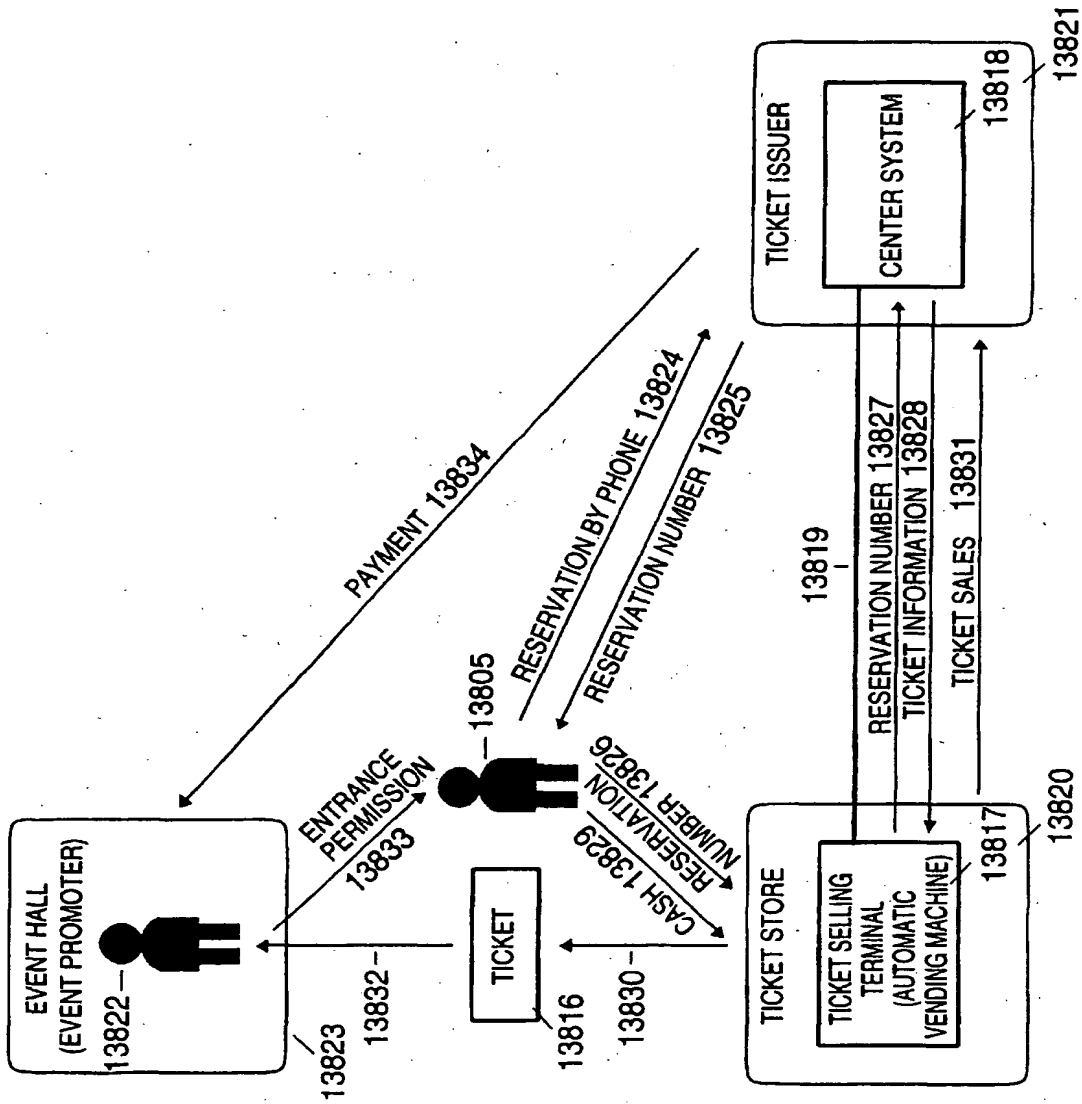 EVENT HALL
(EVENT PROMOTER)
13822
13823
ENTRANCE
PERMISSION
13833
13832
PAYMENT 13834
13805
TICKET
13816
RESERVATION BY PHONE 13824
RESERVATION NUMBER 13825
RESERVATION
NUMBER 13826
CASH 13829
13830
TICKET STORE
TICKET SELLING
TERMINAL
(AUTOMATIC
VENDING MACHINE)
13817
13820
13819
RESERVATION NUMBER 13827
TICKET INFORMATION 13828
TICKET SALES 13831
TICKET ISSUER
CENTER SYSTEM
13818
13821